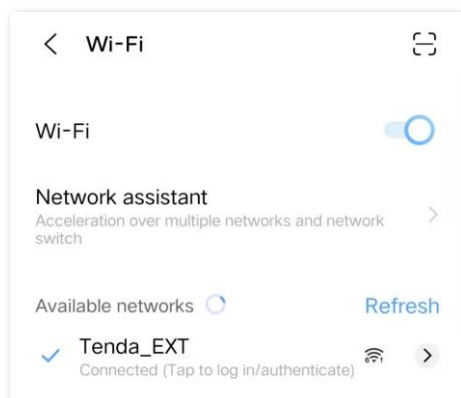 Wi-Fi
Wi-Fi
Network assistant
Acceleration over multiple networks and network
switch
Available networks
Refresh
Tenda_EXT
Connected (Tap to log in/authenticate)